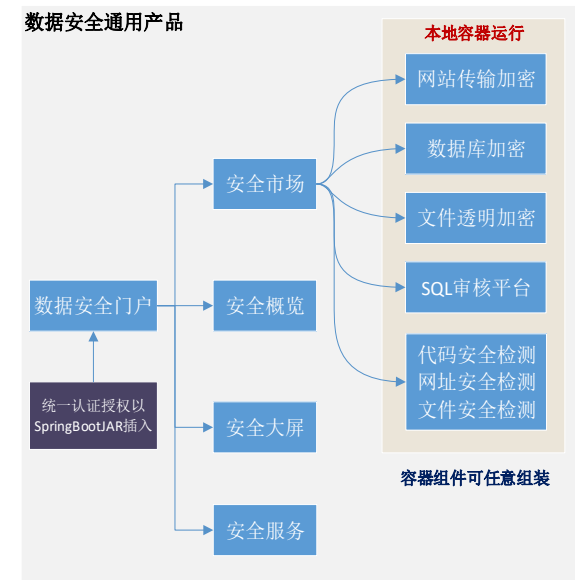 数据安全通用产品
本地容器运行
网站传输加密
数据库加密
安全市场
文件透明加密
SQL审核平台
数据安全门户
安全概览
代码安全检测
网址安全检测
文件安全检测
统一认证授权以
SpringBootJAR插入
安全大屏
容器组件可任意组装
安全服务